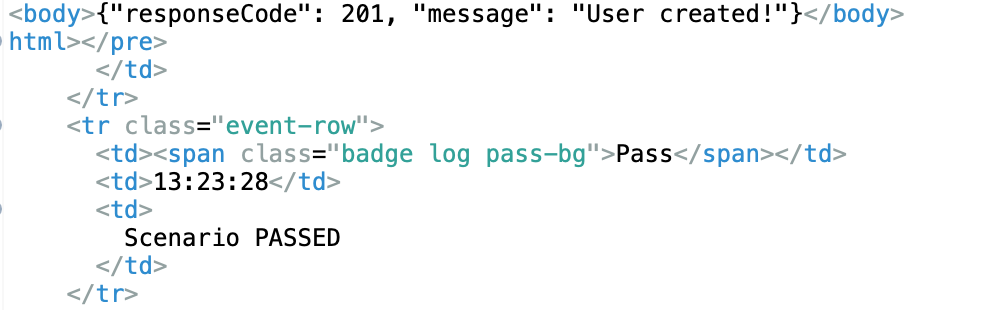 <body>{"responseCode": 201, "message": "User created!"}</body>
html></pre>
</td>
</tr>
<tr class="event-row">
<td><span class="badge log pass-bg">Pass</span></td>
<td>13:23:28</td>
<td>
Scenario PASSED
</td>
</tr>